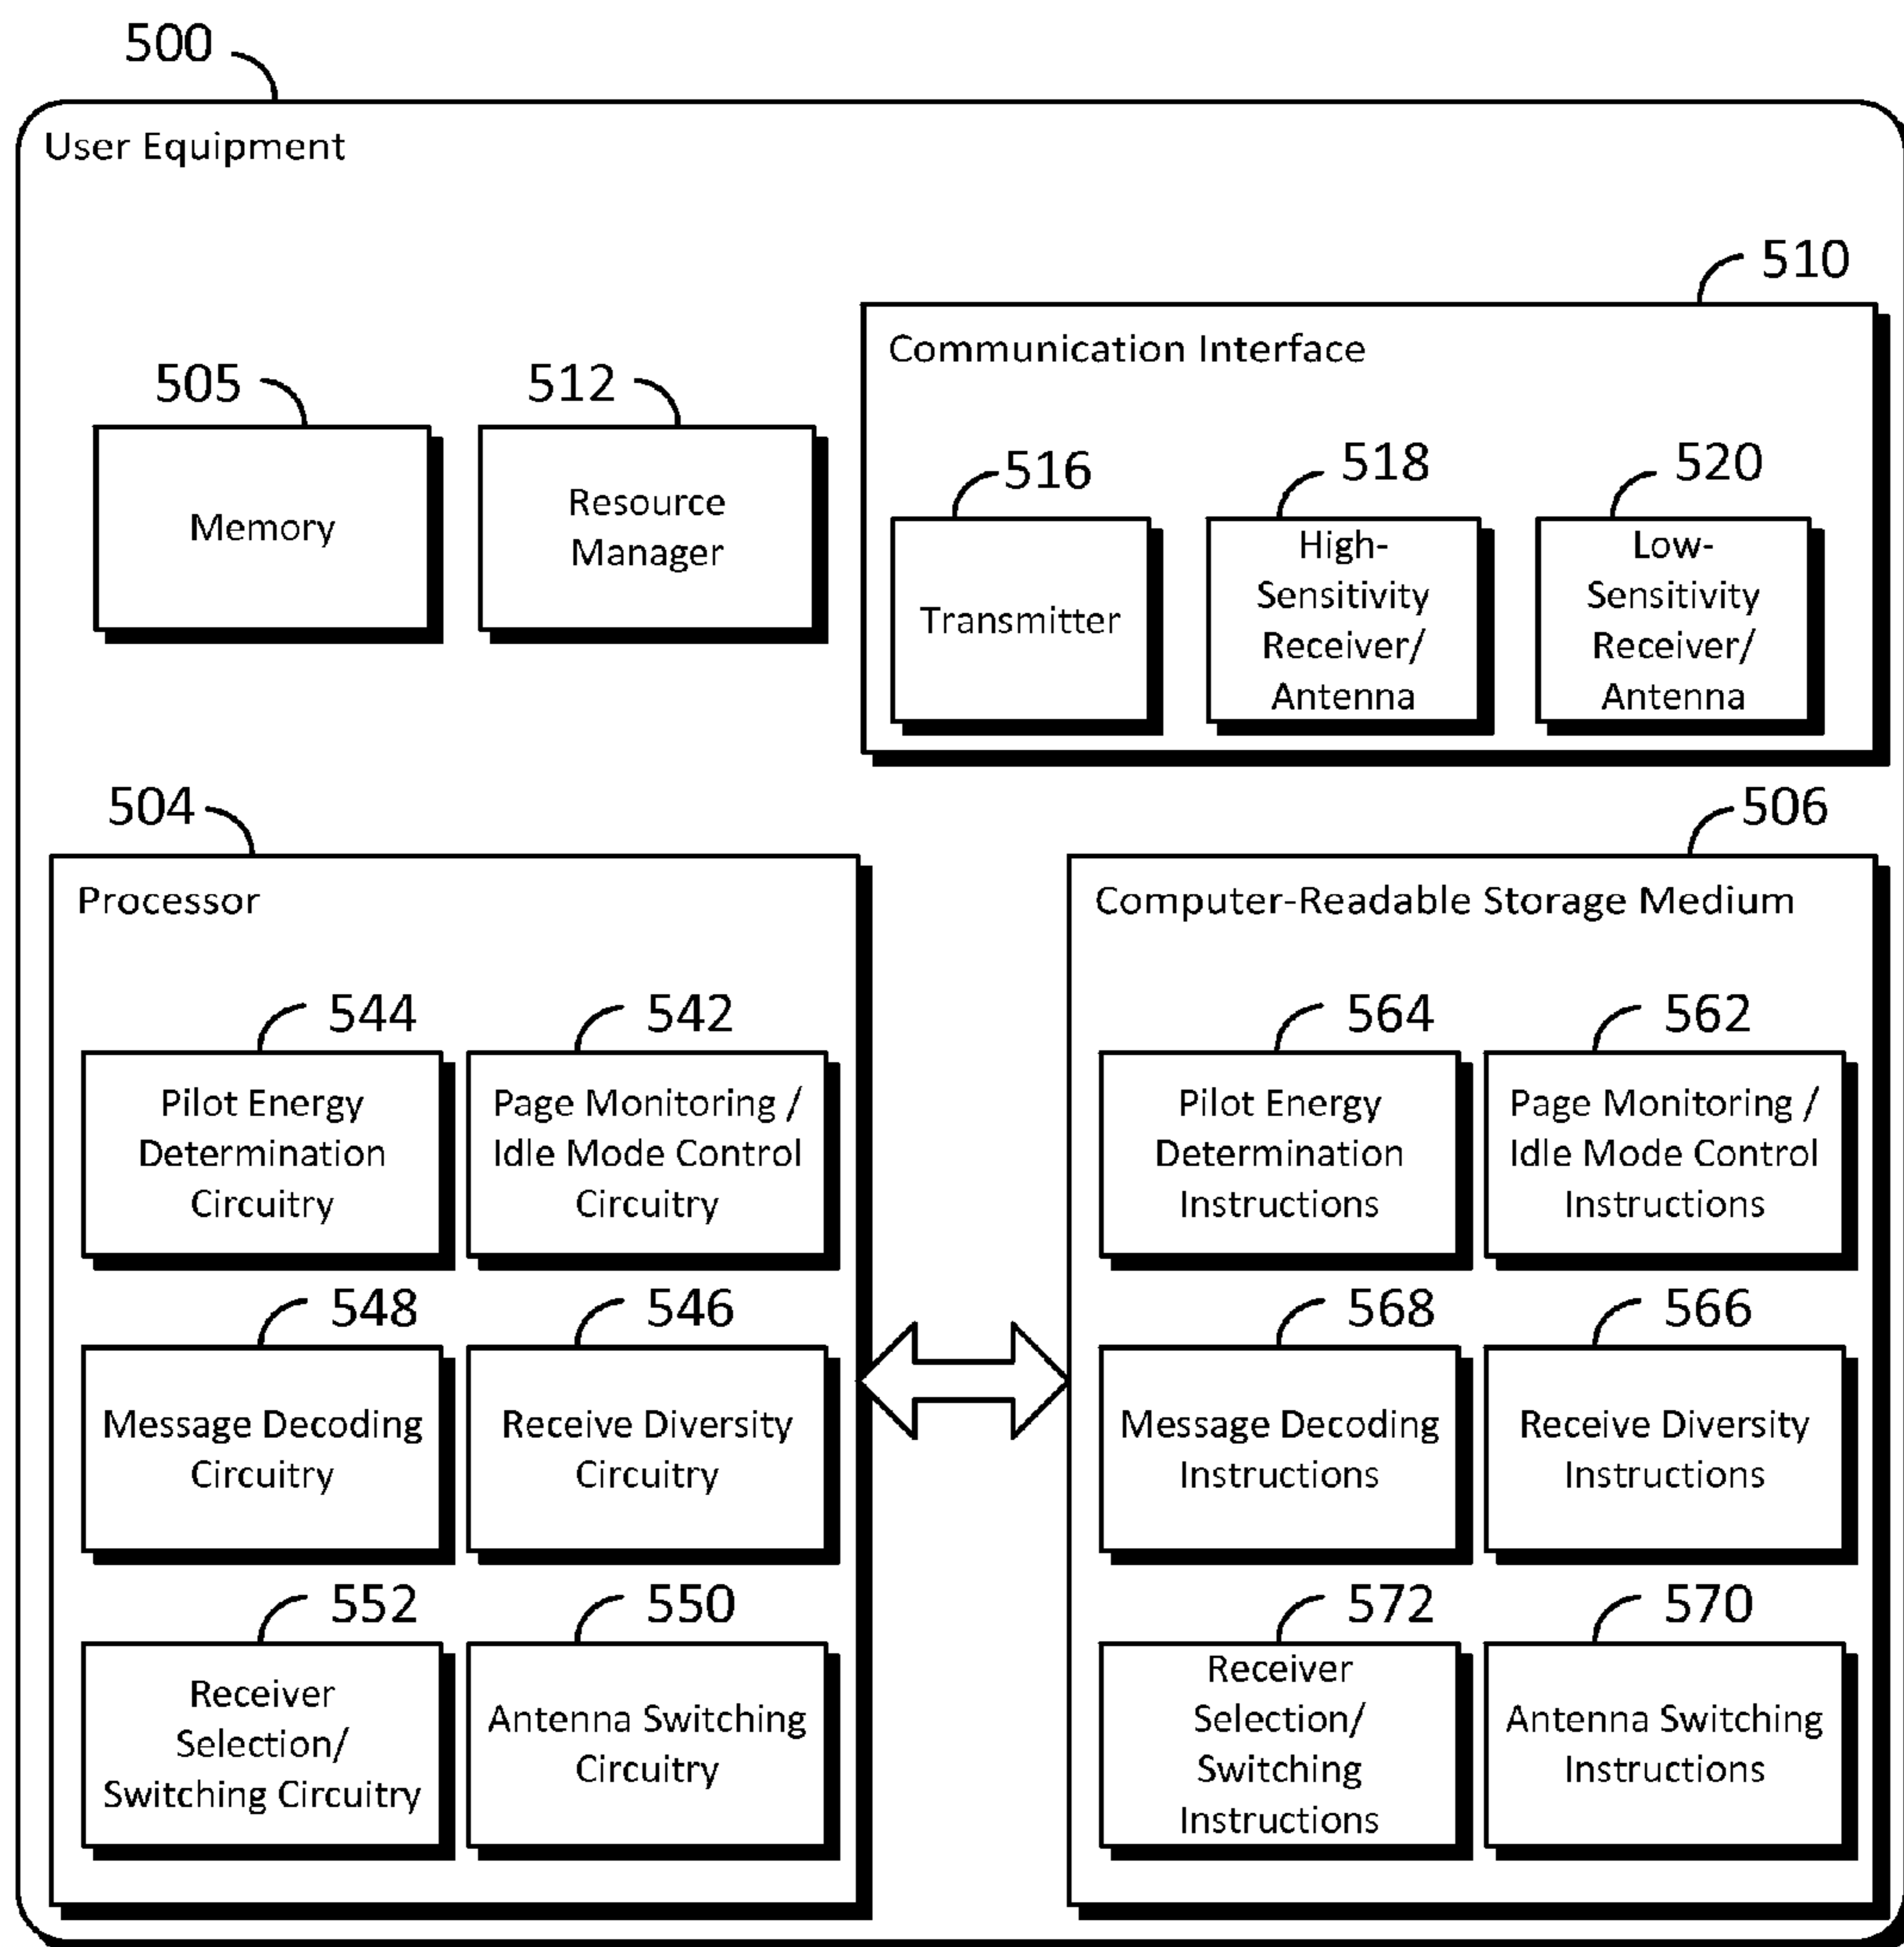 500
User Equipment
510
Communication Interface
505
512
516
518
520
Memory
Resource
Manager
Transmitter
High-
Sensitivity
Receiver/
Antenna
Low-
Sensitivity
Receiver/
Antenna
504
506
Processor
544
542
Pilot Energy
Determination
Circuitry
Page Monitoring /
Idle Mode Control
Circuitry
548
546
Message Decoding
Circuitry
Receive Diversity
Circuitry
552
550
Receiver
Selection/
Switching Circuitry
Antenna Switching
Circuitry
Computer-Readable Storage Medium
564
562
Pilot Energy
Determination
Instructions
Page Monitoring /
Idle Mode Control
Instructions
568
566
Message Decoding
Instructions
Receive Diversity
Instructions
572
570
Receiver
Selection/
Switching
Instructions
Antenna Switching
Instructions